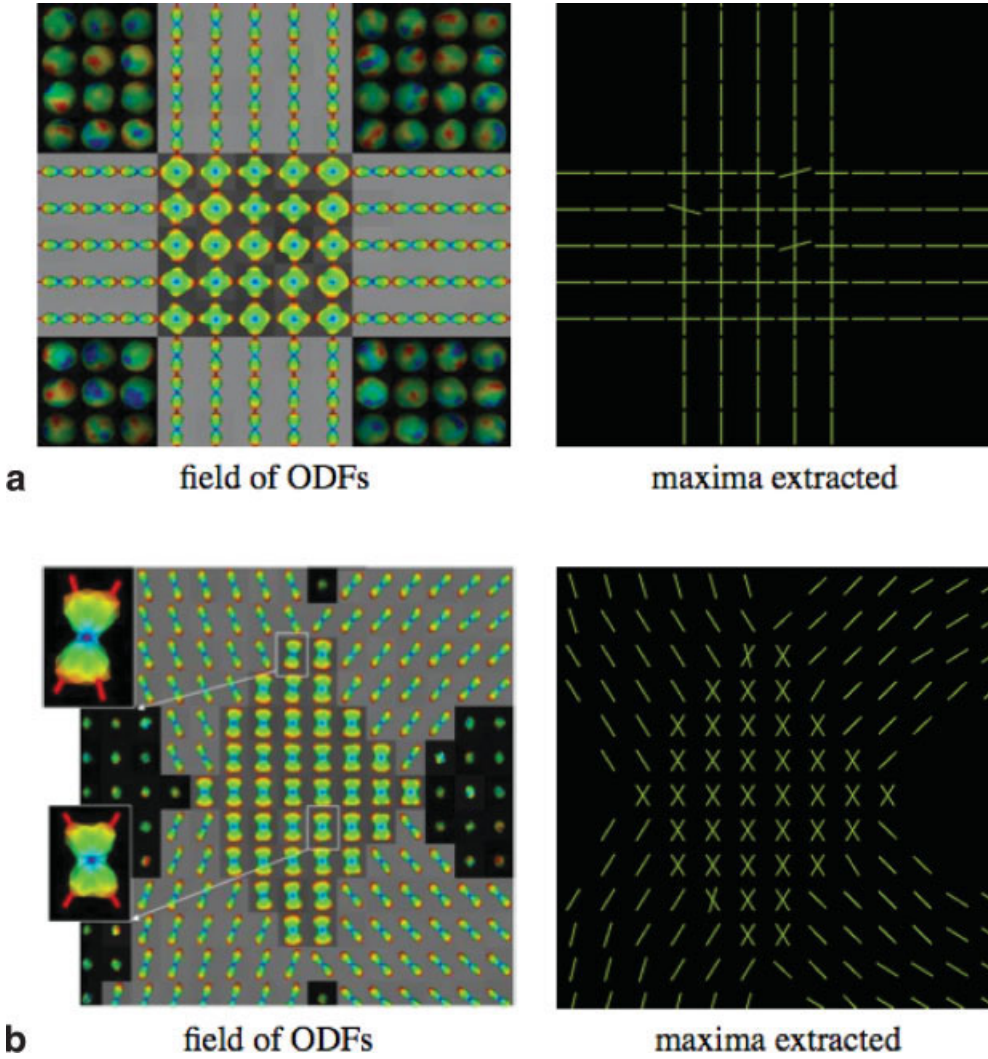 field of ODFs
maxima extracted
a
field of ODFs
maxima extracted
b